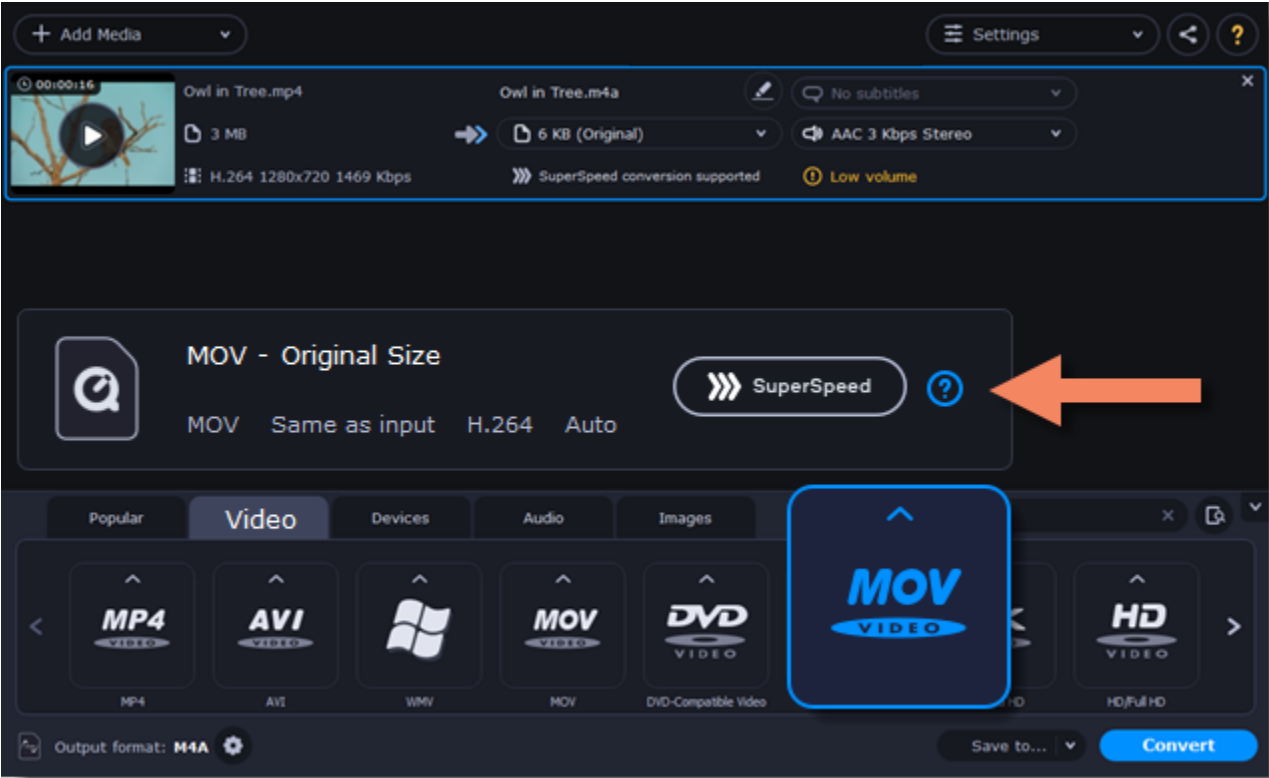 Add Media
Settings
?
00:00:16
Owl in Tree.mp4
Owl in Tree.m4a
No subtitles
3 MB
6 KB (Original)
AAC 3 Kbps Stereo
H.264 1280x720 1469 Kbps
SuperSpeed conversion supported
Low volume
MOV - Original Size
SuperSpeed
?
MOV Same as input H.264 Auto
Popular
Video
Devices
Audio
Images
MP4
VIDEO
AVI
VIDEO
MOV
VIDEO
DVD
VIDEO
MOV
VIDEO
HD
VIDEO
MP4
AVI
WMV
MOV
DVD-Compatible Video
HD
HD/Full HD
Output format: M4A
Save to...
Convert